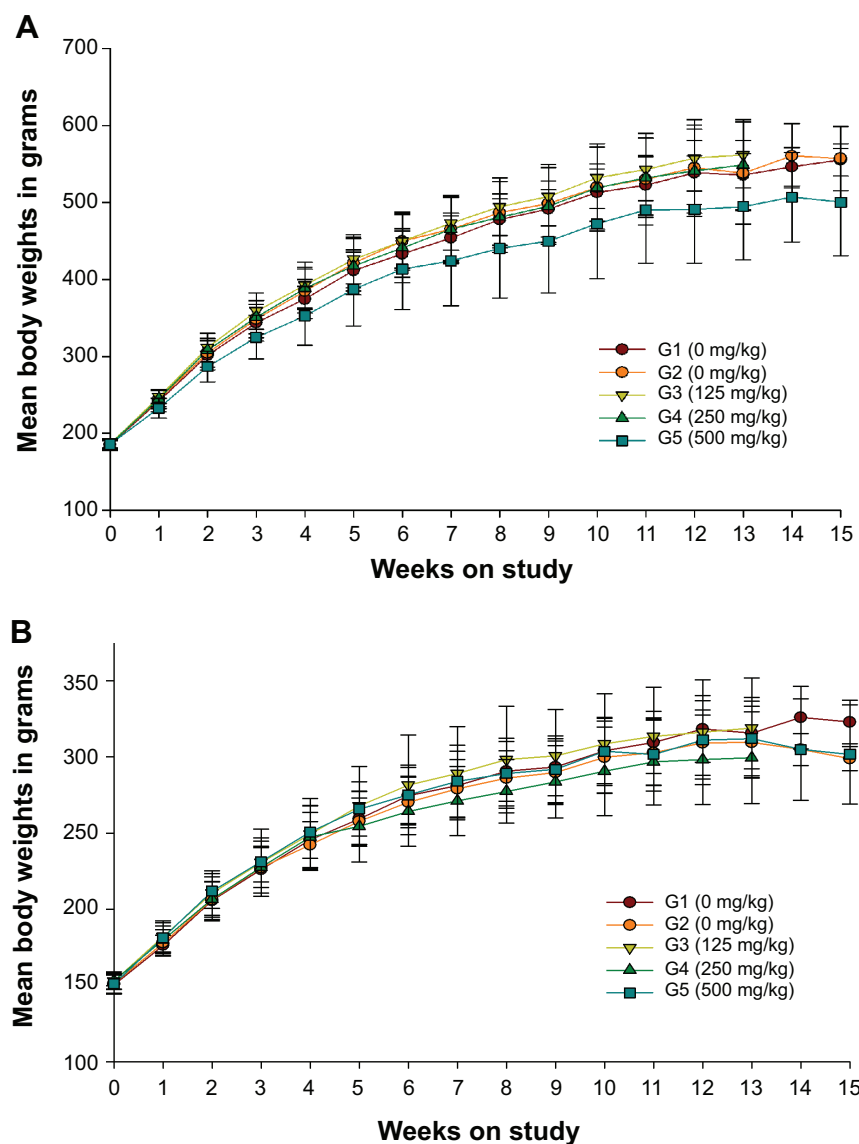 A
Mean body weights in grams
700
600
500
400
300
200
100
0 1 2 3 4 5 6 7 8 9 10 11 12 13 14 15
Weeks on study
G1 (0 mg/kg)
G2 (0 mg/kg)
G3 (125 mg/kg)
G4 (250 mg/kg)
G5 (500 mg/kg)
B
Mean body weights in grams
350
300
250
200
150
100
0 1 2 3 4 5 6 7 8 9 10 11 12 13 14 15
Weeks on study
G1 (0 mg/kg)
G2 (0 mg/kg)
G3 (125 mg/kg)
G4 (250 mg/kg)
G5 (500 mg/kg)